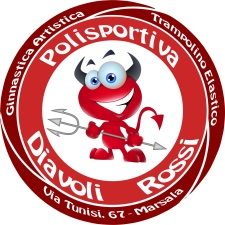 Ginnastica Artistica
Trampolino Elastico
Polisportiva
Diavoli Rossi
Via Tunisi, 67 - Marsala